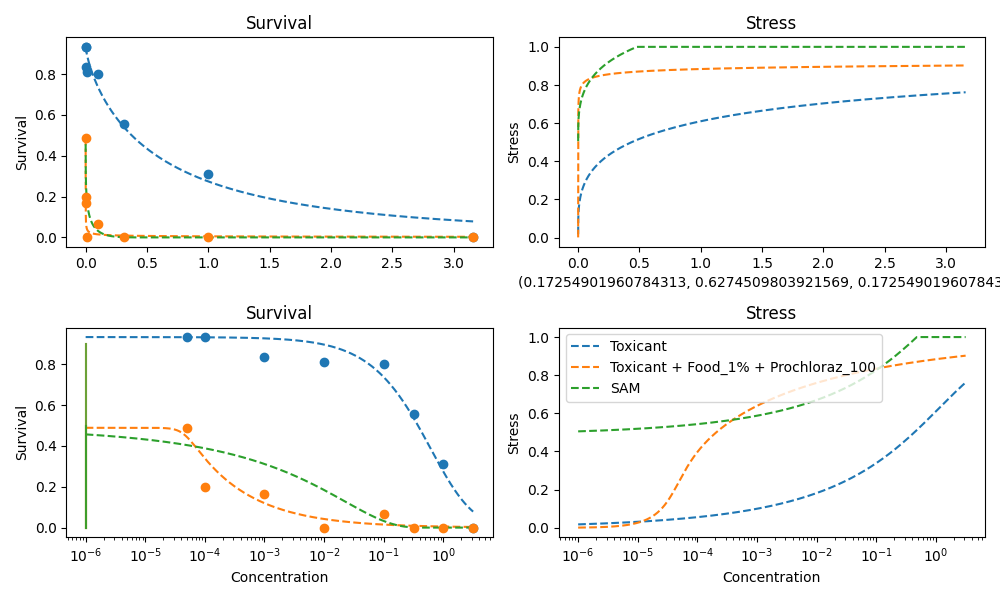 Survival
Stress
Survival
0.8
0.6
0.4
0.2
0.0
0.0 0.5 1.0 1.5 2.0 2.5 3.0
Stress
1.0
0.8
0.6
0.4
0.2
0.0
0.0 0.5 1.0 1.5 2.0 2.5 3.0
(0.17254901960784313, 0.6274509803921569, 0.1725490196078431
Survival
Stress
Survival
0.8
0.6
0.4
0.2
0.0
10⁻⁶ 10⁻⁵ 10⁻⁴ 10⁻³ 10⁻² 10⁻¹ 10⁰
Concentration
Stress
1.0
0.8
0.6
0.4
0.2
0.0
Toxicant
Toxicant + Food_1% + Prochloraz_100
SAM
10⁻⁶ 10⁻⁵ 10⁻⁴ 10⁻³ 10⁻² 10⁻¹ 10⁰
Concentration